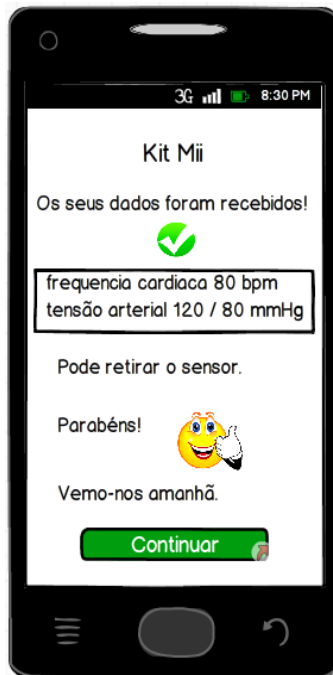 3G 8:30 PM
Kit Mii
Os seus dados foram recebidos!
frequencia cardiaca 80 bpm
tensão arterial 120 / 80 mmHg
Pode retirar o sensor.
Parabéns!
Vemo-nos amanhã.
Continuar